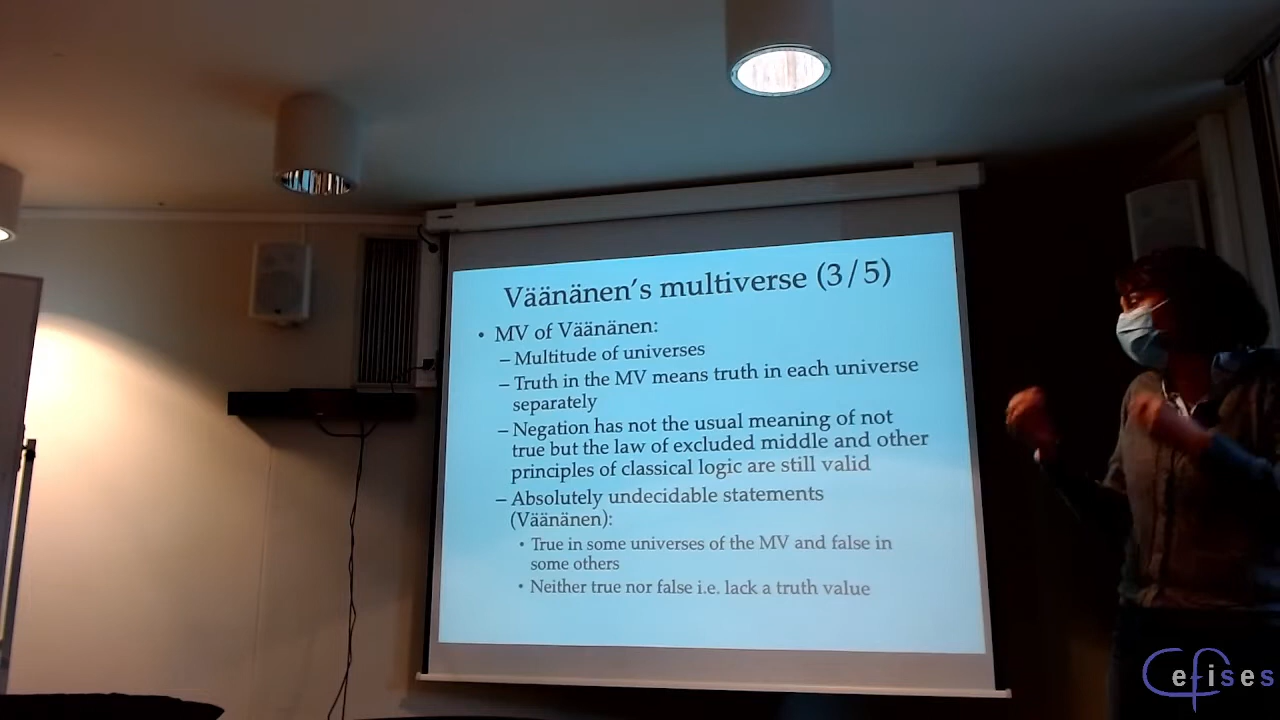 Väänänen's multiverse (3/5)
• MV of Väänänen:
– Multitude of universes
– Truth in the MV means truth in each universe
separately
– Negation has not the usual meaning of not
true but the law of excluded middle and other
principles of classical logic are still valid
– Absolutely undecidable statements
(Väänänen):
• True in some universes of the MV and false in
some others
• Neither true nor false i.e. lack a truth value
Cefises